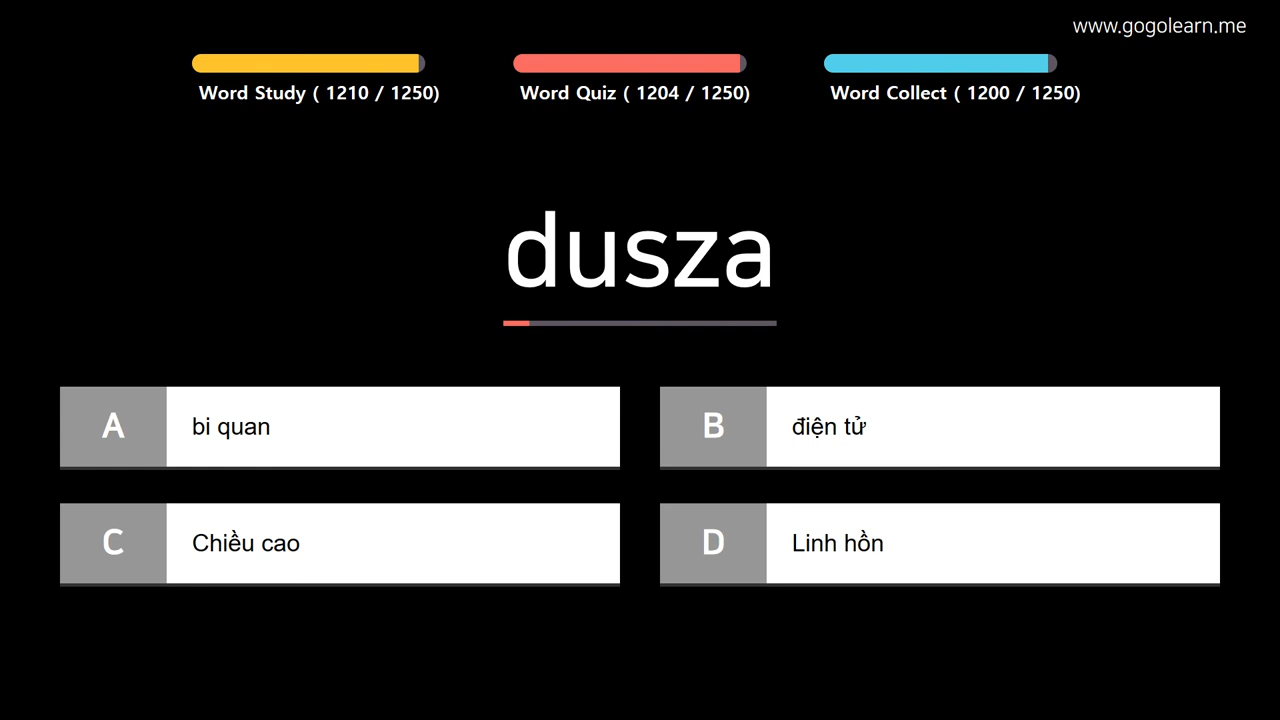 www.gogolearn.me
Word Study ( 1210 / 1250)
Word Quiz ( 1204 / 1250)
Word Collect ( 1200 / 1250)
dusza
A bi quan
B điện tử
C Chiều cao
D Linh hồn